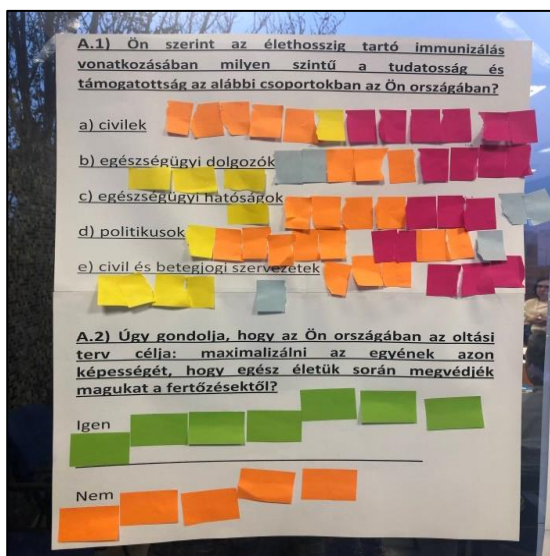 A.1) Ön szerint az élethosszig tartó immunizálás
vonatkozásában milyen szintű a tudatosság és
támogatottság az alábbi csoportokban az Ön országában?
a) civilek
b) egészségügyi dolgozók
c) egészségügyi hatóságok
d) politikusok
e) civil és betegjogi szervezetek
A.2) Úgy gondolja, hogy az Ön országában az oltási
terv célja: maximalizálni az egyének azon
képességét, hogy egész életük során megvédjék
magukat a fertőzésektől?
Igen
Nem